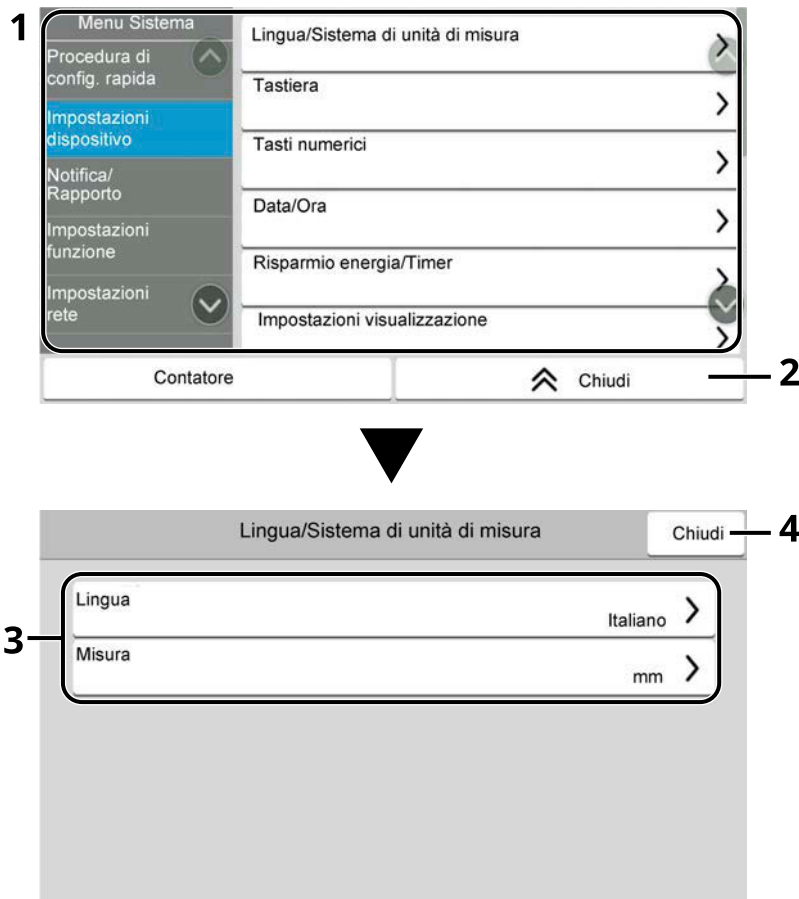 1
Menu Sistema
Procedura di
config. rapida
Impostazioni
dispositivo
Notifica/
Rapporto
Impostazioni
funzione
Impostazioni
rete
Lingua/Sistema di unità di misura
Tastiera
Tasti numerici
Data/Ora
Risparmio energia/Timer
Impostazioni visualizzazione
Contatore
Chiudi
2
Lingua/Sistema di unità di misura
Chiudi
4
3
Lingua
Italiano
Misura
mm